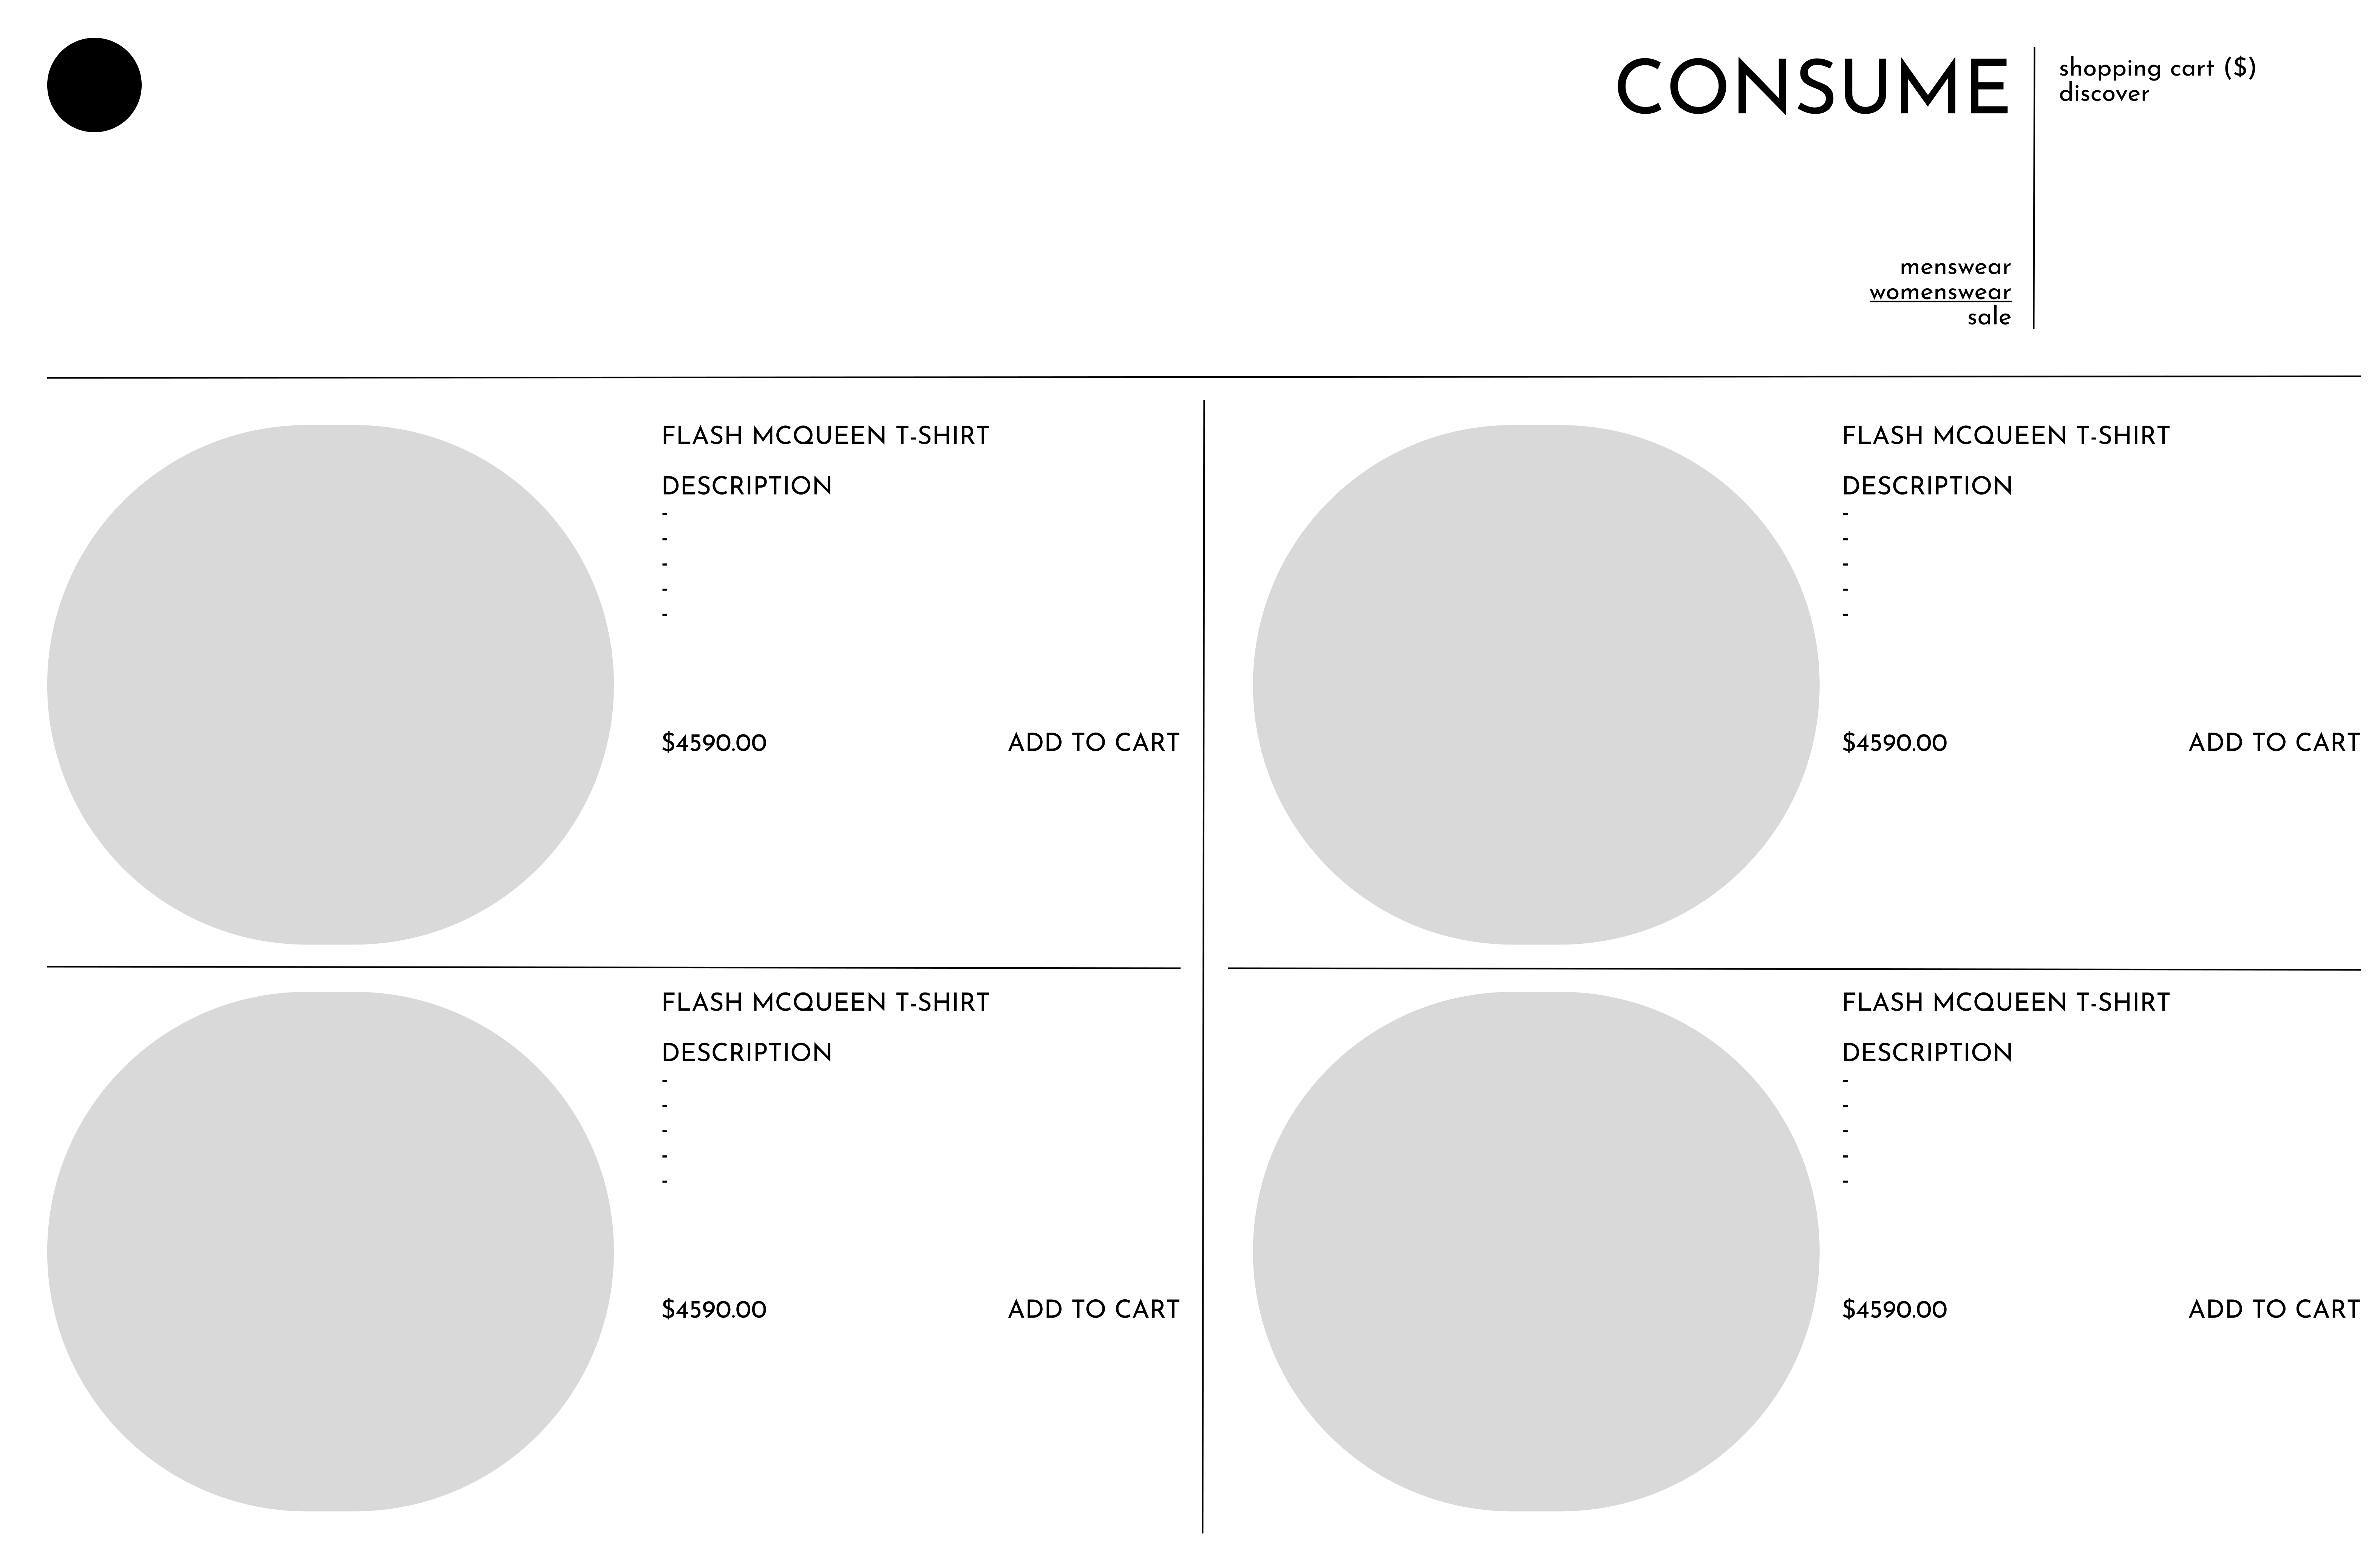 CONSUME
shopping cart ($)
discover
menswear
womenswear
sale
FLASH MCQUEEN T-SHIRT
DESCRIPTION
-
-
-
-
-
$4590.00
ADD TO CART
FLASH MCQUEEN T-SHIRT
DESCRIPTION
-
-
-
-
-
$4590.00
ADD TO CART
FLASH MCQUEEN T-SHIRT
DESCRIPTION
-
-
-
-
-
$4590.00
ADD TO CART
FLASH MCQUEEN T-SHIRT
DESCRIPTION
-
-
-
-
-
$4590.00
ADD TO CART